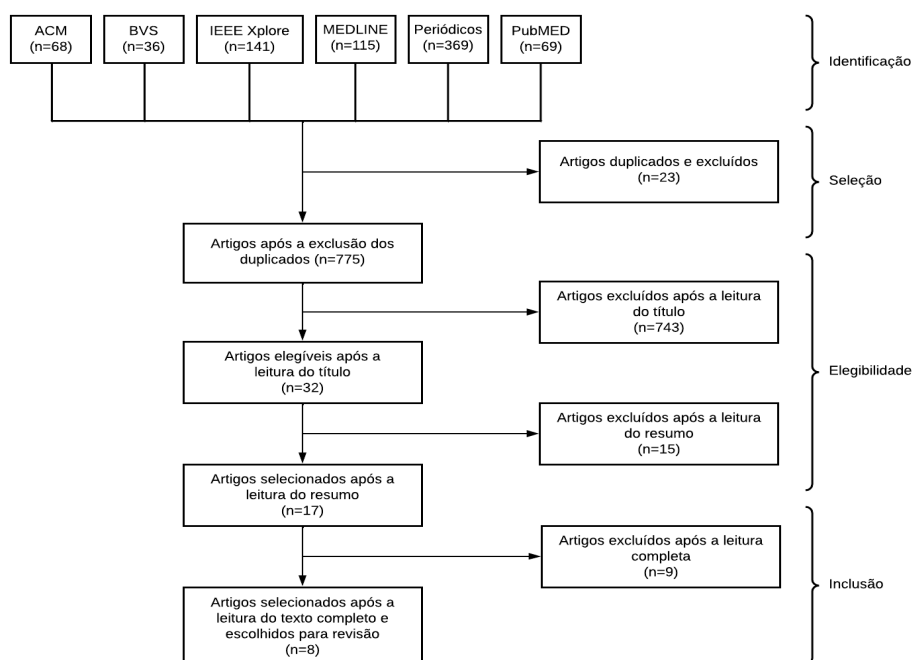 ACM
(n=68)
BVS
(n=36)
IEEE Xplore
(n=141)
MEDLINE
(n=115)
Periódicos
(n=369)
PubMED
(n=69)
Identificação
Artigos duplicados e excluídos
(n=23)
Seleção
Artigos após a exclusão dos
duplicados (n=775)
Artigos excluídos após a leitura
do título
(n=743)
Artigos elegíveis após a
leitura do título
(n=32)
Elegibilidade
Artigos excluídos após a leitura
do resumo
(n=15)
Artigos selecionados após a
leitura do resumo
(n=17)
Artigos excluídos após a leitura
completa
(n=9)
Inclusão
Artigos selecionados após a
leitura do texto completo e
escolhidos para revisão
(n=8)